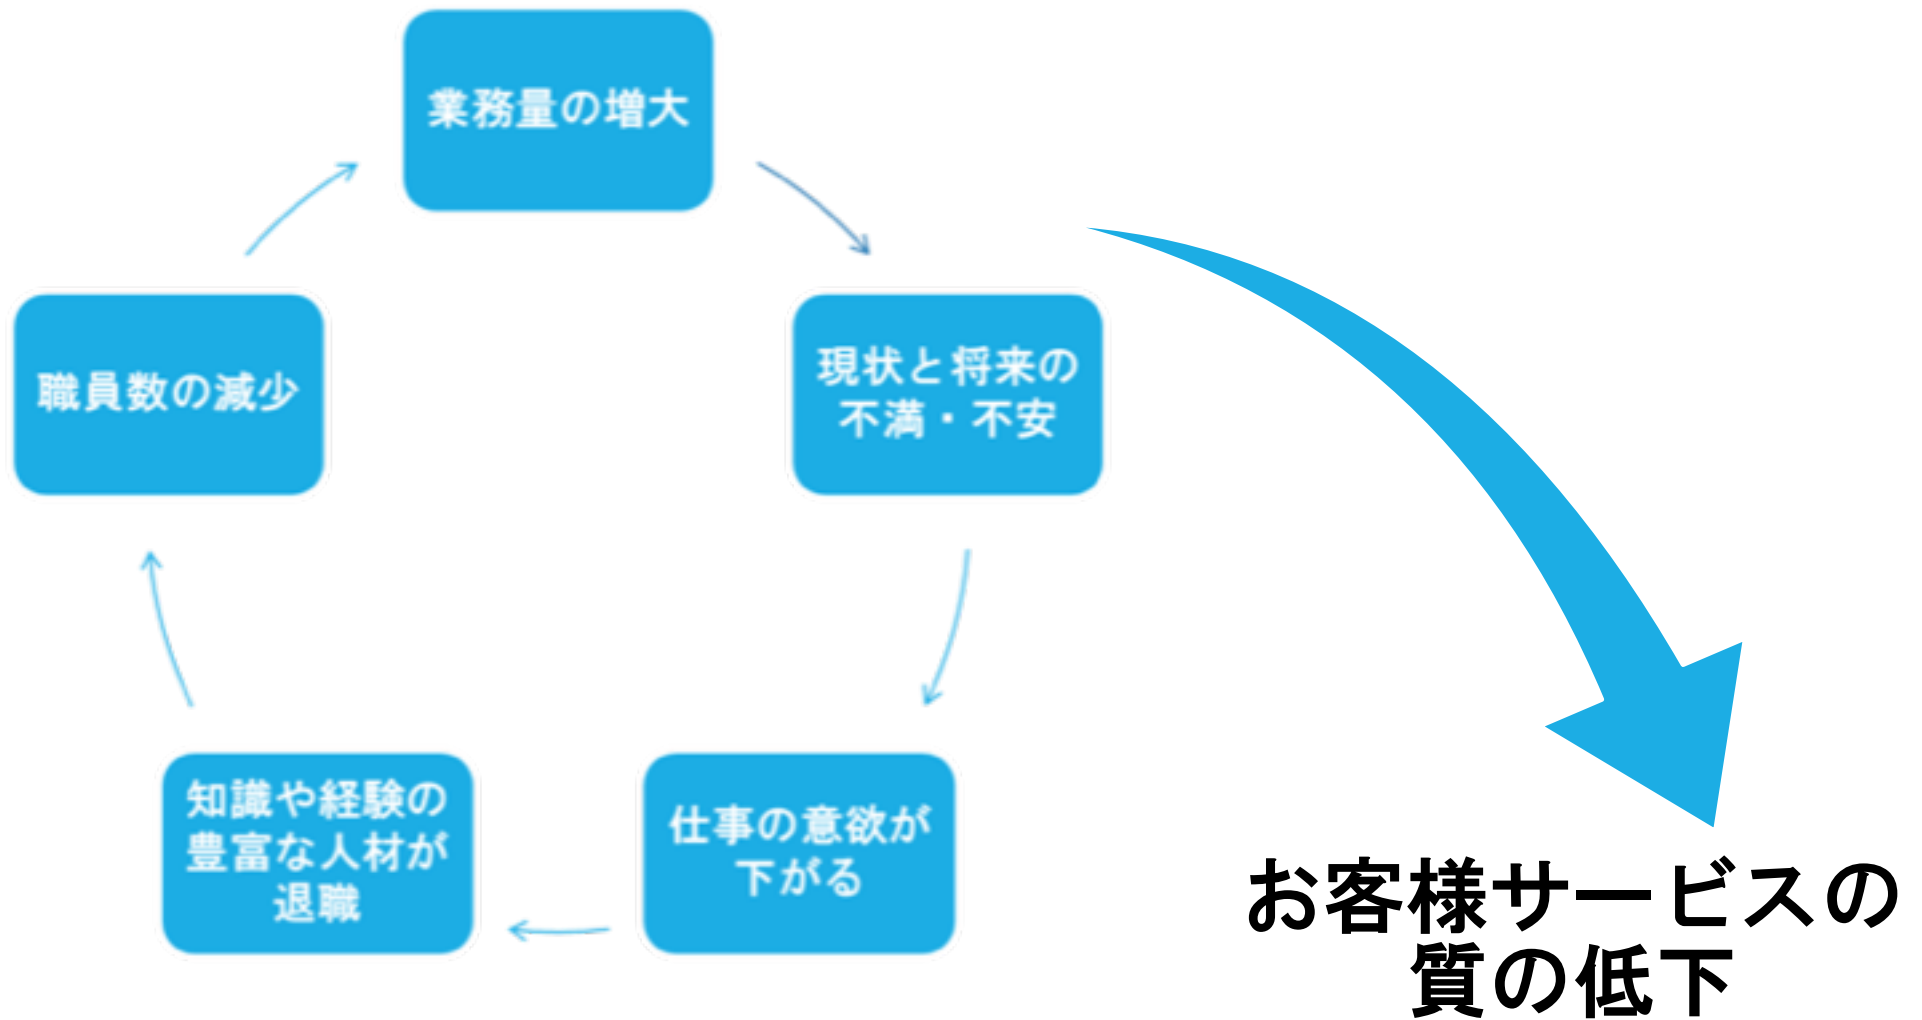 業務量の増大
現状と将来の
不満・不安
仕事の意欲が
下がる
知識や経験の
豊富な人材が
退職
職員数の減少
お客様サービスの
質の低下